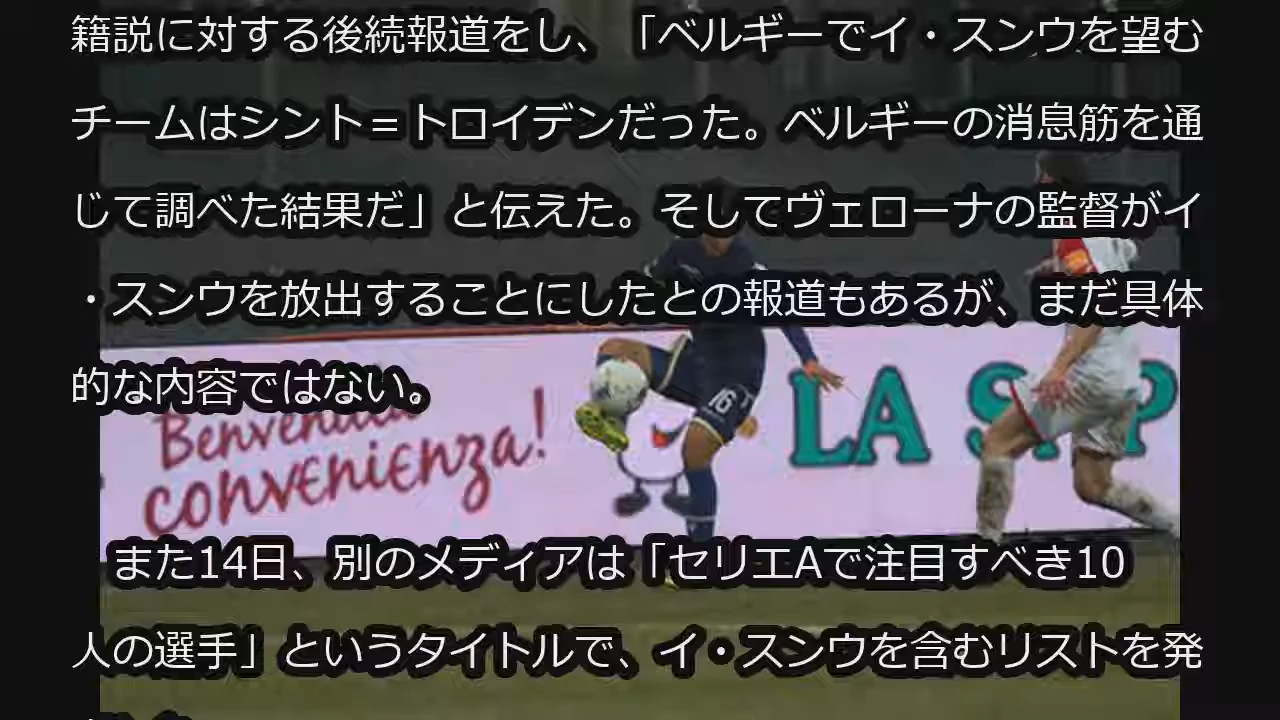 籍説に対する後続報道をし、「ベルギーでイ・スンウを望む
チームはシント＝トロイデンだった。ベルギーの消息筋を通
じて調べた結果だ」と伝えた。そしてヴェローナの監督がイ
・スンウを放出することにしたとの報道もあるが、まだ具体
的な内容ではない。
convenienza!
LA
16
また14日、別のメディアは「セリエAで注目すべき10
人の選手」というタイトルで、イ・スンウを含むリストを発